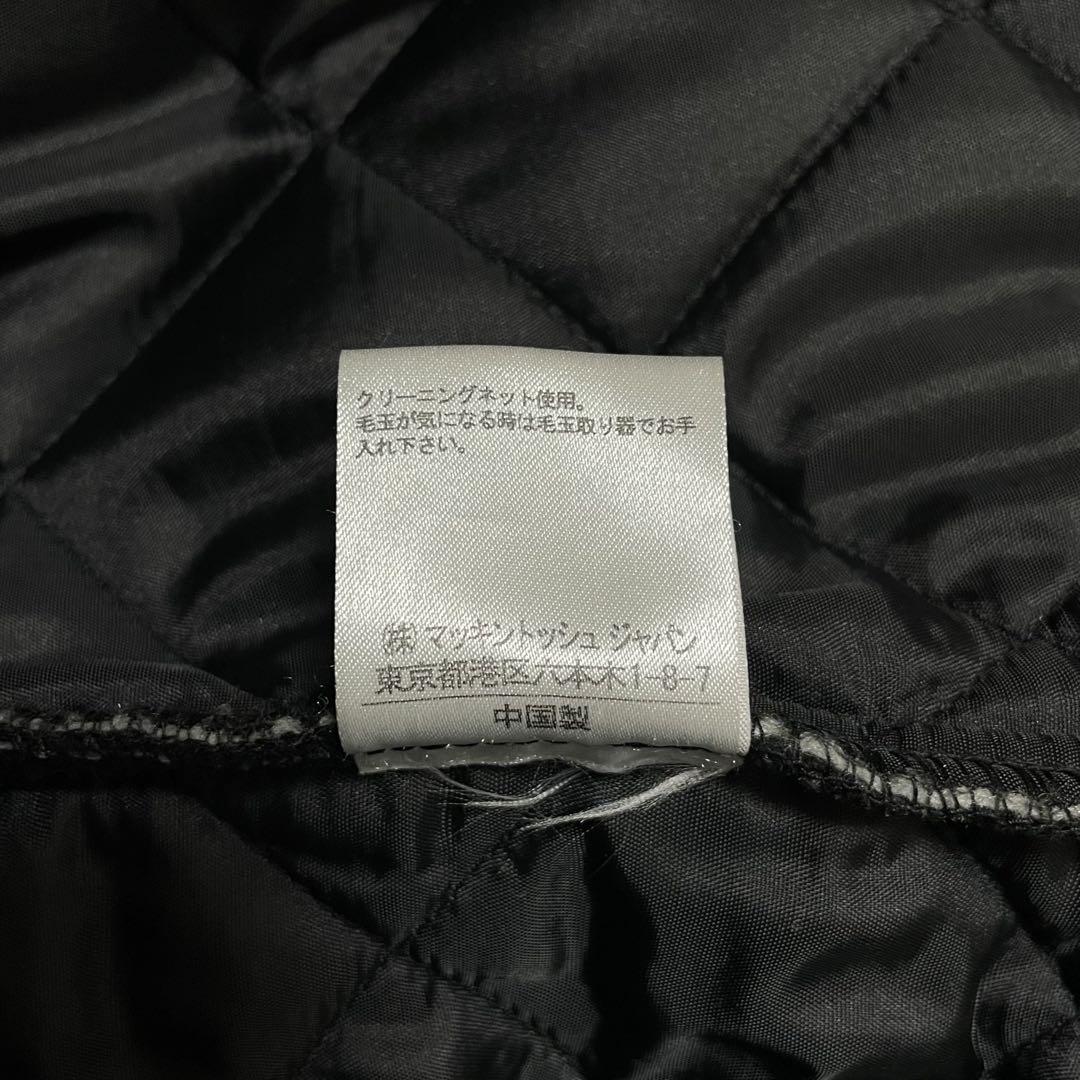 クリーニングネット使用。
毛玉が気になる時は毛玉取り器でお手
入れ下さい。
(株)マッキントッシュ ジャパン
東京都港区六本木1-8-7
中国製